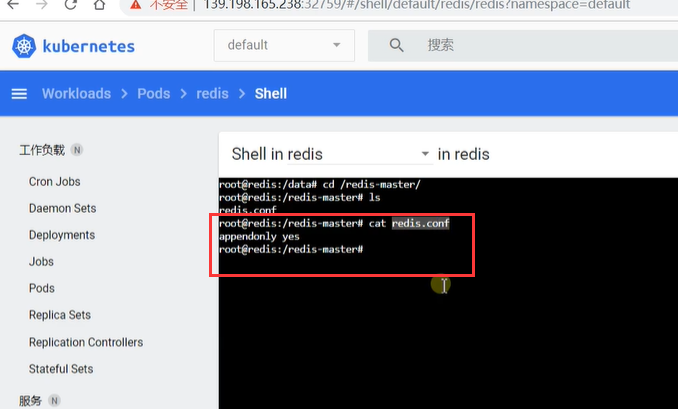 不安全 | 139.198.165.238:32759/#/shell/default/redis/redis?namespace=default
kubernetes
default
搜索
Workloads > Pods > redis > Shell
工作负载 N
Cron Jobs
Daemon Sets
Deployments
Jobs
Pods
Replica Sets
Replication Controllers
Stateful Sets
服务 N
Shell in redis in redis
root@redis:/data# cd /redis-master/
root@redis:/redis-master# ls
redis.conf
root@redis:/redis-master# cat redis.conf
appendonly yes
root@redis:/redis-master#